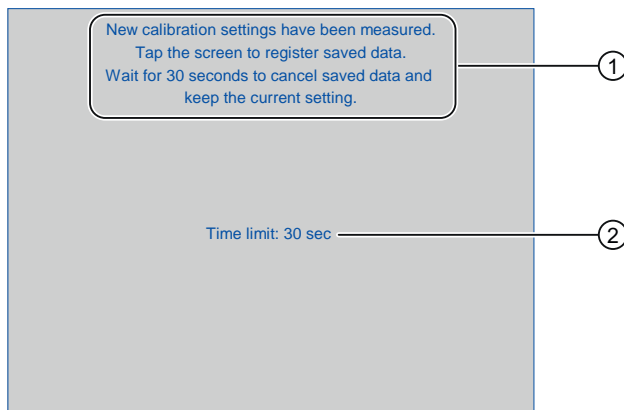 New calibration settings have been measured.
Tap the screen to register saved data.
Wait for 30 seconds to cancel saved data and
keep the current setting.
1
Time limit: 30 sec
2